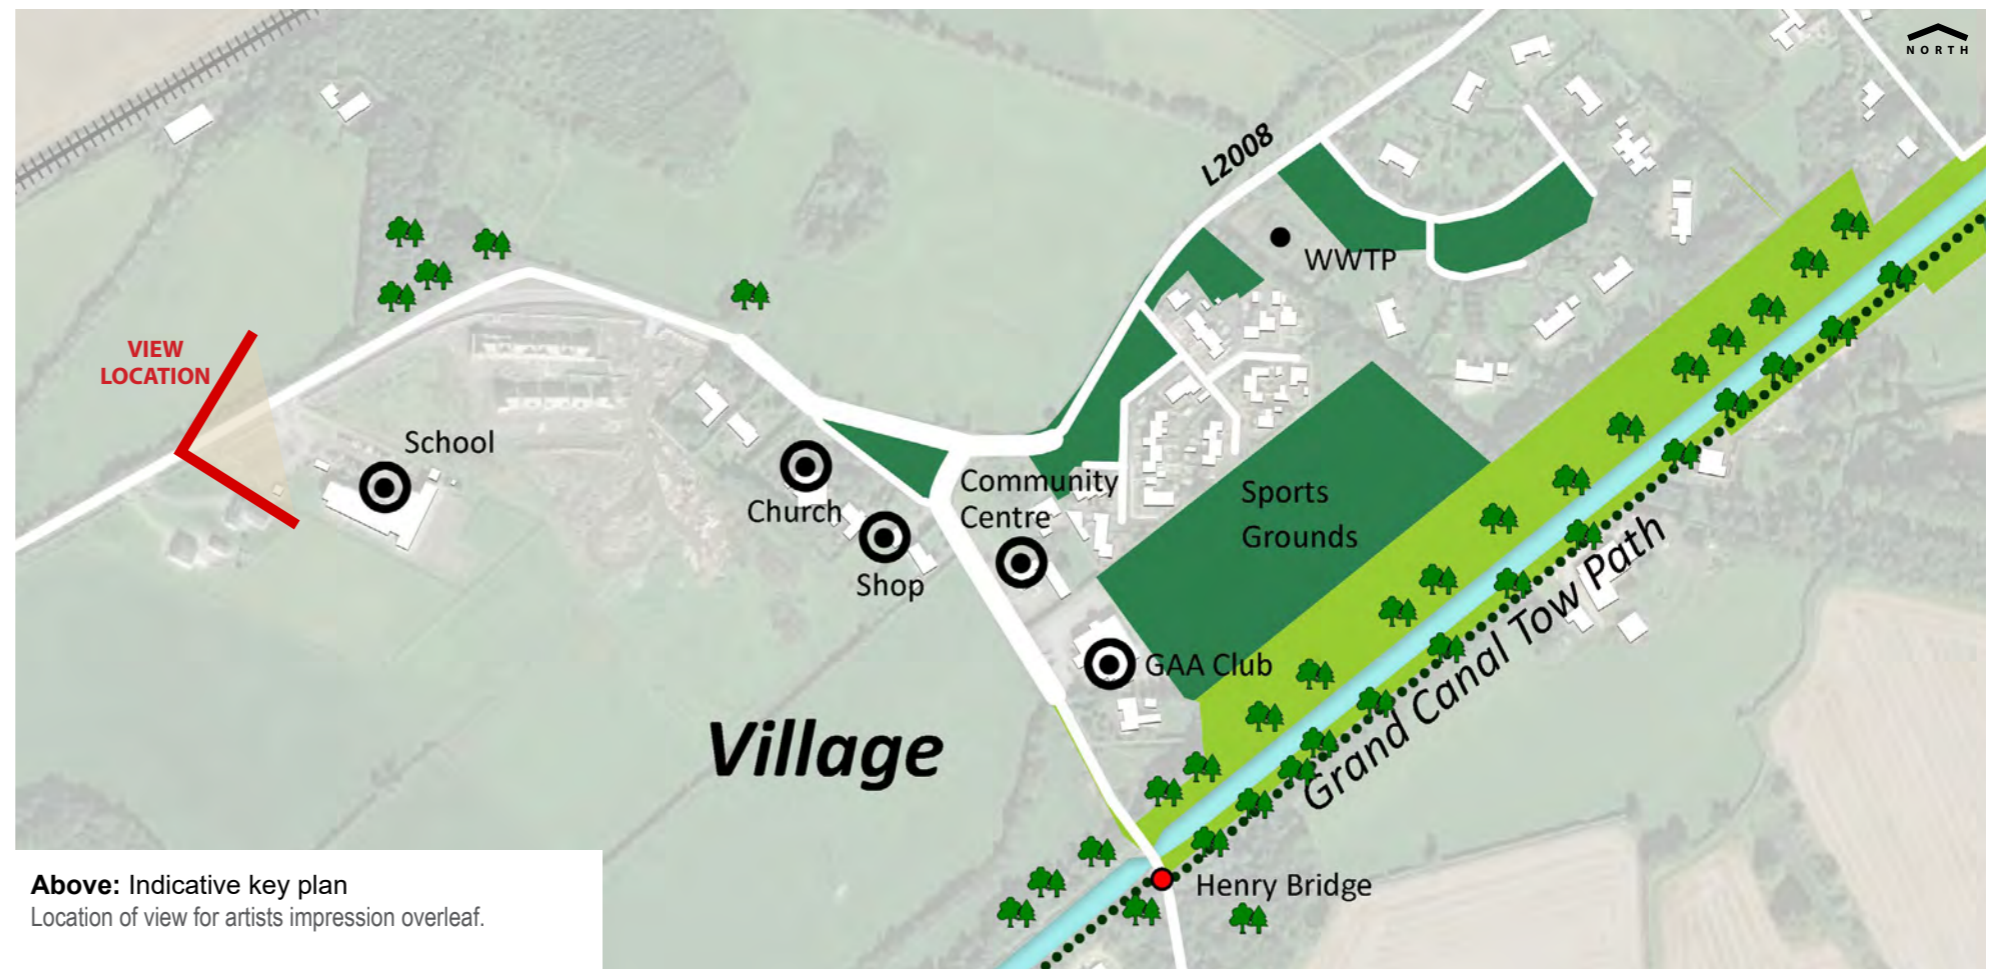 NORTH
L2008
WWTP
VIEW
LOCATION
School
Church
Shop
Community
Centre
Sports
Grounds
GAA Club
Grand Canal Tow Path
Village
Henry Bridge
Above: Indicative key plan
Location of view for artists impression overleaf.